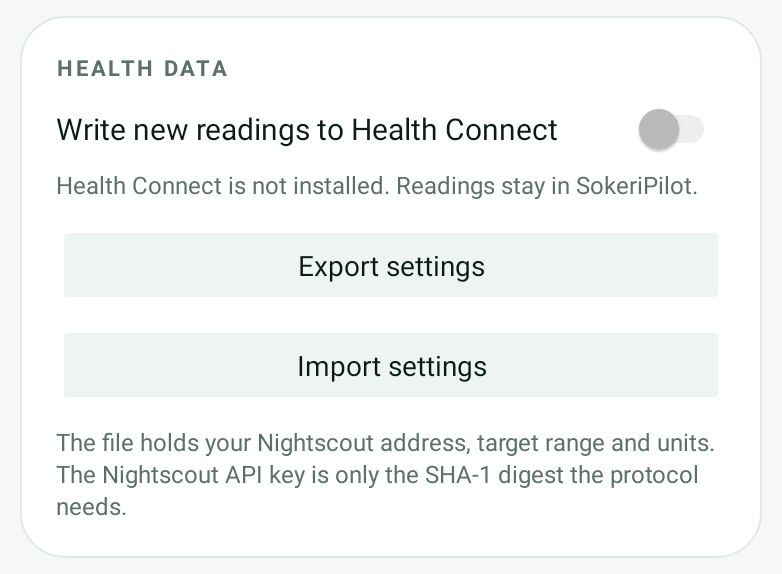 HEALTH DATA
Write new readings to Health Connect
Health Connect is not installed. Readings stay in SokeriPilot.
Export settings
Import settings
The file holds your Nightscout address, target range and units.
The Nightscout API key is only the SHA-1 digest the protocol
needs.